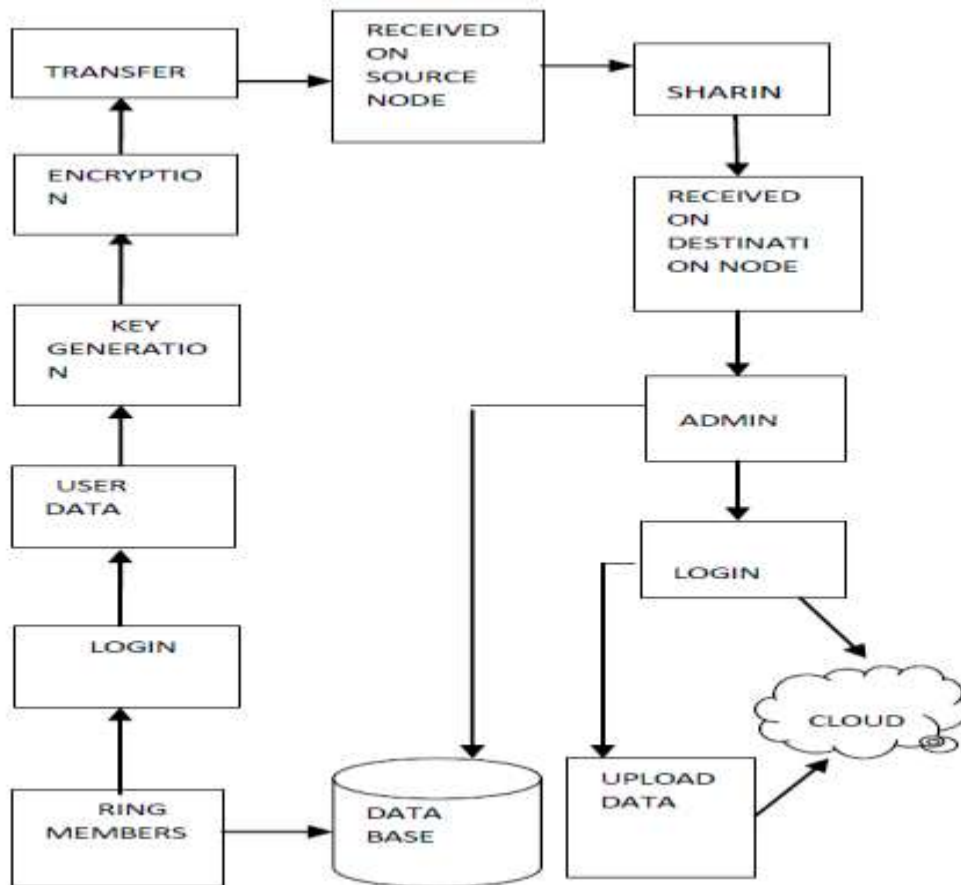 TRANSFER
RECEIVED
ON
SOURCE
NODE
SHARIN
ENCRYPTIO
N
RECEIVED
ON
DESTINATI
ON NODE
KEY
GENERATIO
N
ADMIN
USER
DATA
LOGIN
LOGIN
CLOUD
RING
MEMBERS
DATA
BASE
UPLOAD
DATA